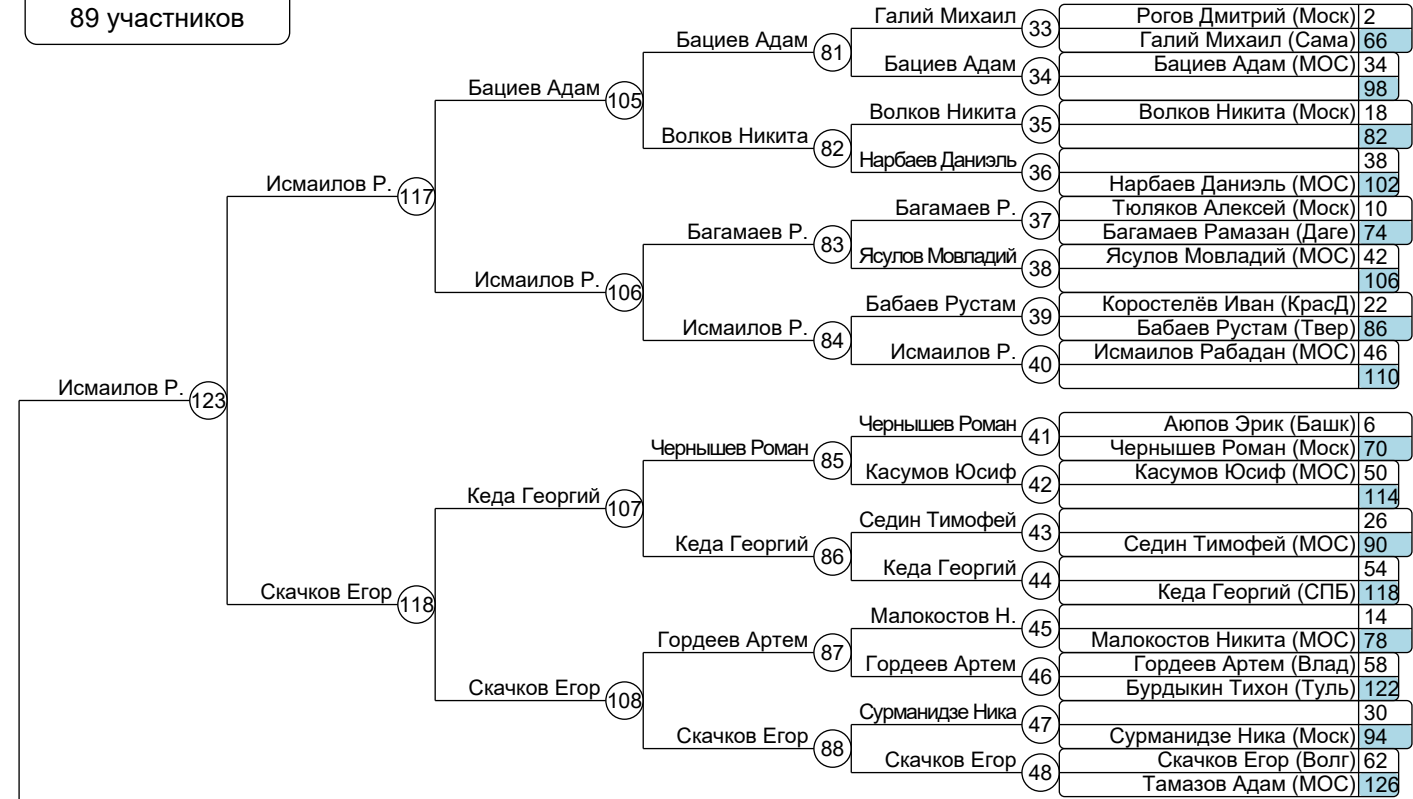 89 участников
Галий Михаил 33 Рогов Дмитрий (Моск) 2
Галий Михаил (Сама) 66
Бациев Адам 81
Бациев Адам 34 Бациев Адам (МОС) 34
98
Бациев Адам 105
Волков Никита 35 Волков Никита (Моск) 18
82
Волков Никита 82
Нарбаев Даниэль 36 38
Нарбаев Даниэль (МОС) 102
Исмаилов Р. 117
Багамаев Р. 37 Тюляков Алексей (Моск) 10
Багамаев Рамазан (Даге) 74
Багамаев Р. 83
Ясулов Мовладий 38 Ясулов Мовладий (МОС) 42
106
Исмаилов Р. 106
Бабаев Рустам 39 Коростелёв Иван (КрасД) 22
Бабаев Рустам (Твер) 86
Исмаилов Р. 84
Исмаилов Р. 40 Исмаилов Рабадан (МОС) 46
110
Исмаилов Р. 123
Чернышев Роман 41 Аюпов Эрик (Башк) 6
Чернышев Роман (Моск) 70
Чернышев Роман 85
Касумов Юсиф 42 Касумов Юсиф (МОС) 50
114
Кеда Георгий 107
Седин Тимофей 43 26
Седин Тимофей (МОС) 90
Кеда Георгий 86
Кеда Георгий 44 54
Кеда Георгий (СПБ) 118
Скачков Егор 118
Малокостов Н. 45 14
Малокостов Никита (МОС) 78
Гордеев Артем 87
Гордеев Артем 46 Гордеев Артем (Влад) 58
Бурдыкин Тихон (Туль) 122
Скачков Егор 108
Сурманидзе Ника 47 30
Сурманидзе Ника (Моск) 94
Скачков Егор 88
Скачков Егор 48 Скачков Егор (Волг) 62
Тамазов Адам (МОС) 126